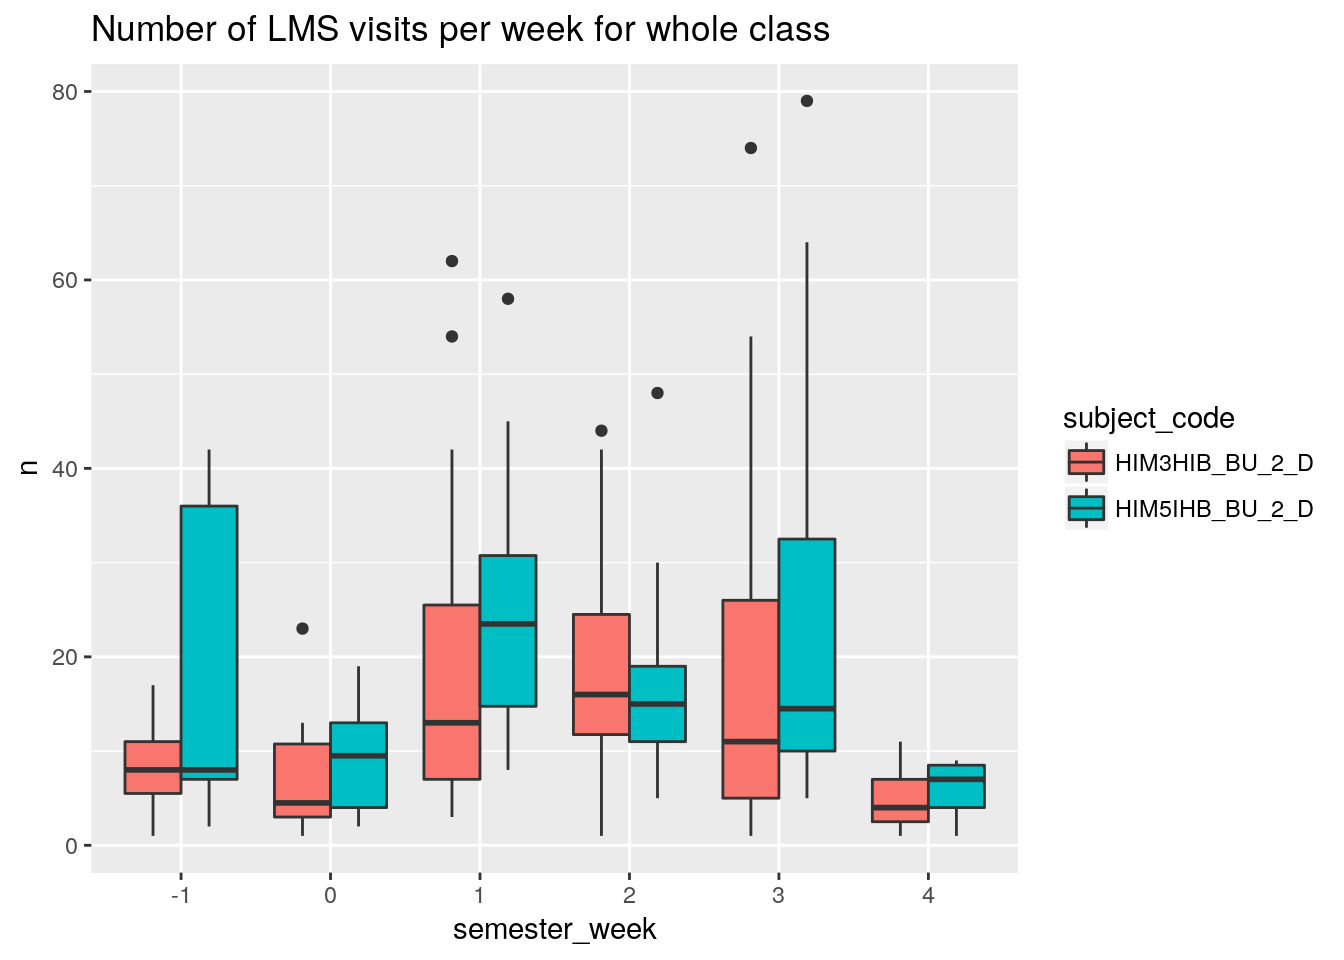 Number of LMS visits per week for whole class
80
60
40
20
0
n
-1 0 1 2 3 4
semester_week
subject_code
HIM3HIB_BU_2_D
HIM5IHB_BU_2_D